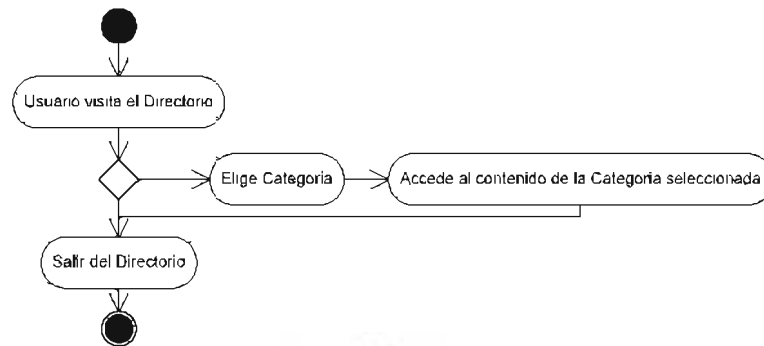 Usuario visita el Directorio
Elige Categoria
Accede al contenido de la Categoria seleccionada
Salir del Directorio